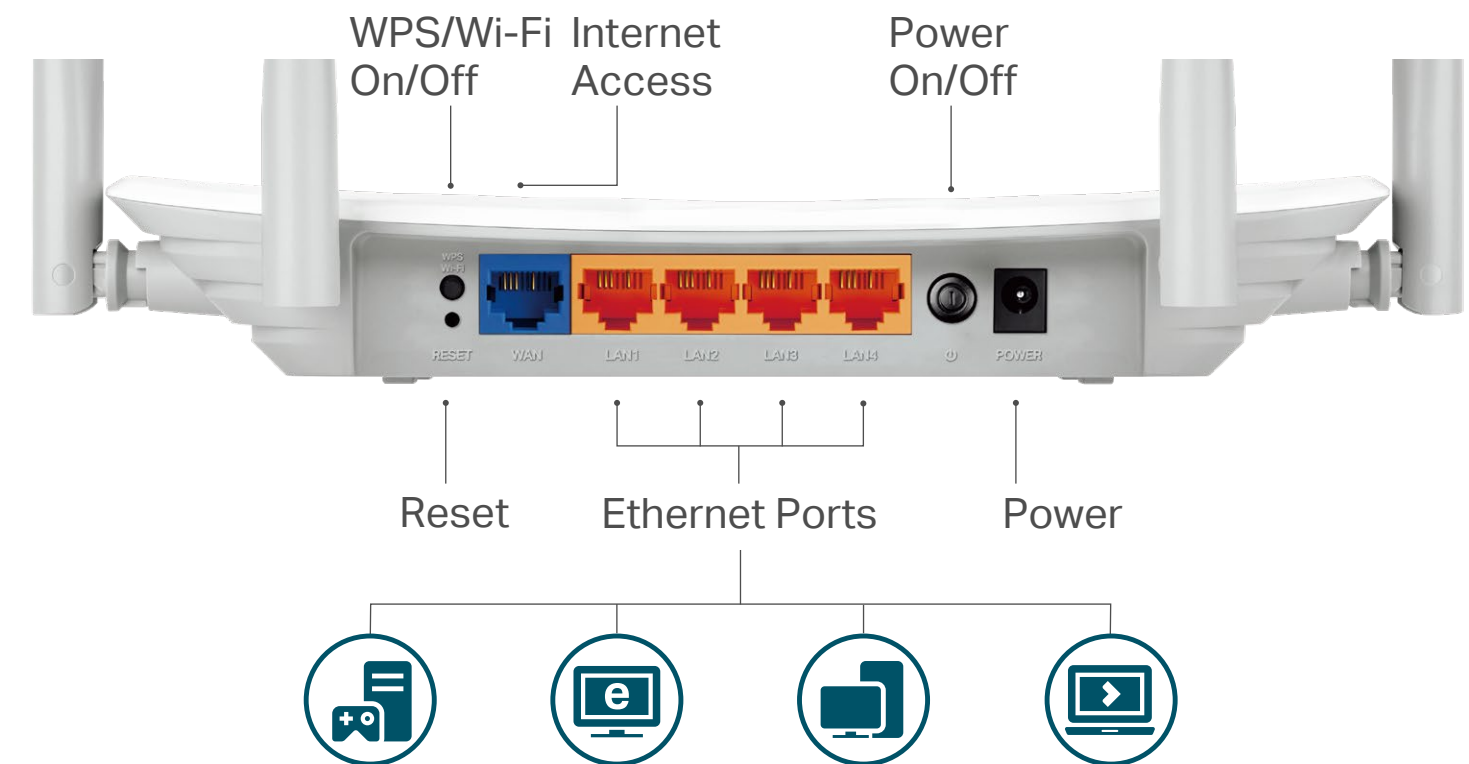 WPS/Wi-Fi Internet Power
On/Off Access On/Off
WPS
Wi-Fi
RESET WAN LAN1 LAN2 LAN3 LAN4 POWER
Reset Ethernet Ports Power
e